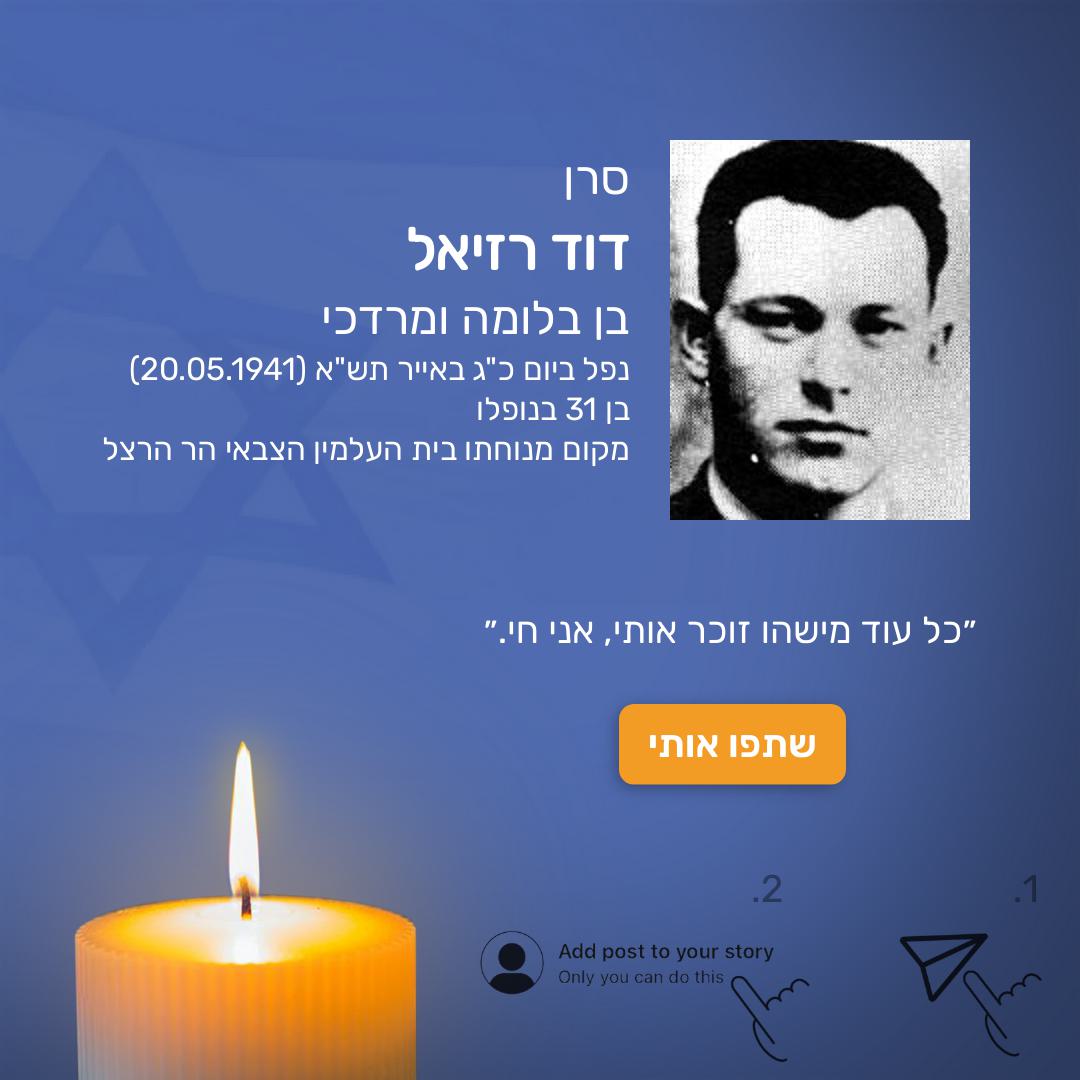 סרן
דוד רזיאל
בן בלומה ומרדכי
נפל ביום כ"ג באייר תש"א (20.05.1941)
בן 31 בנופלו
מקום מנוחתו בית העלמין הצבאי הר הרצל
״כל עוד מישהו זוכר אותי, אני חי.״
שתפו אותי
1.
2.
Add post to your story
Only you can do this